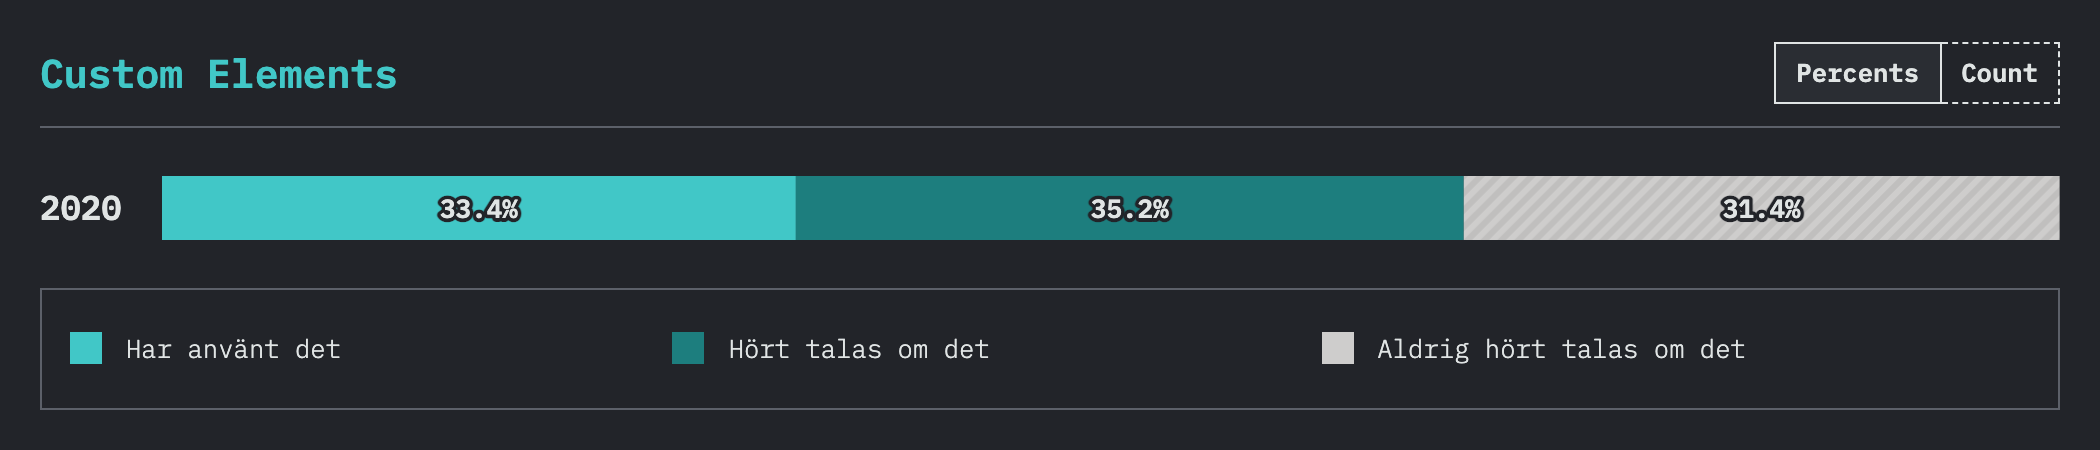 Custom Elements
Percents Count
2020 33.4% 35.2% 31.4%
Har använt det Hört talas om det Aldrig hört talas om det